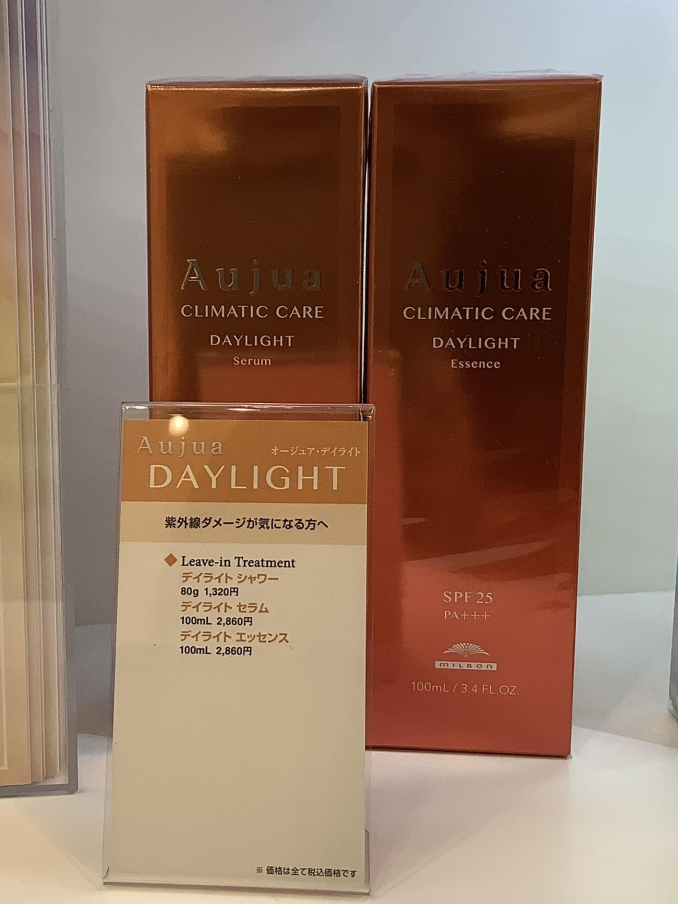 Aujua
CLIMATIC CARE
DAYLIGHT
Serum
Aujua
CLIMATIC CARE
DAYLIGHT
Essence
SPF25
PA+++
MILBON
100mL / 3.4 FL.OZ.
Aujua
オージュア・デイライト
DAYLIGHT
紫外線ダメージが気になる方へ
◆ Leave-in Treatment
デイライト シャワー
80g 1,320円
デイライト セラム
100mL 2,860円
デイライト エッセンス
100mL 2,860円
※ 価格は全て税込価格です